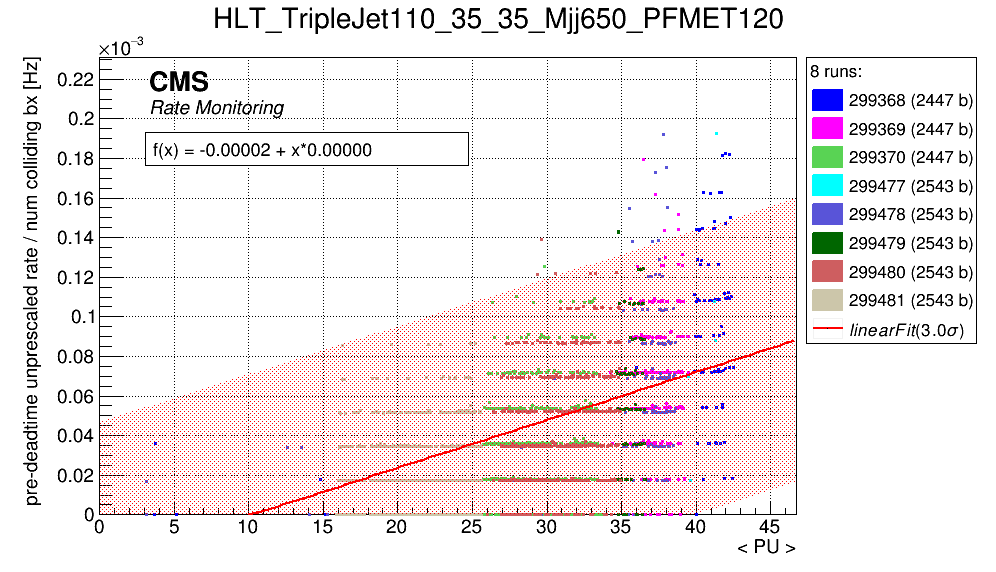 HLT_TripleJet110_35_35_Mjj650_PFMET120
×10⁻³
pre-deadtime unprescaled rate / num colliding bx [Hz]
CMS
Rate Monitoring
f(x) = -0.00002 + x*0.00000
0.22
0.2
0.18
0.16
0.14
0.12
0.1
0.08
0.06
0.04
0.02
0
0 5 10 15 20 25 30 35 40 45
< PU >
8 runs:
299368 (2447 b)
299369 (2447 b)
299370 (2447 b)
299477 (2543 b)
299478 (2543 b)
299479 (2543 b)
299480 (2543 b)
299481 (2543 b)
linearFit(3.0σ)